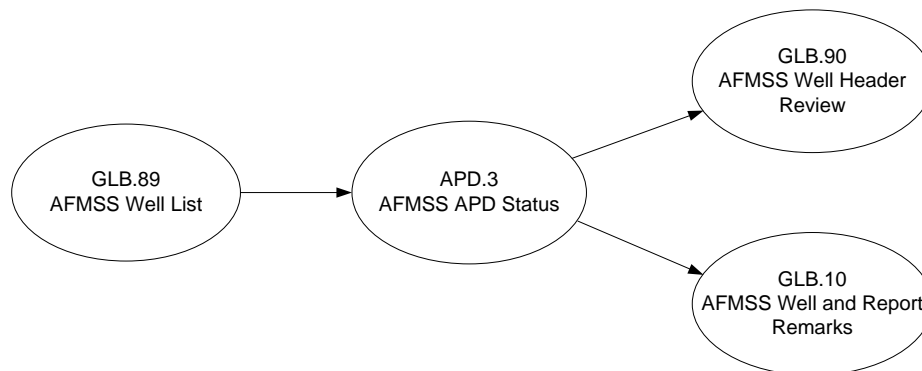 GLB.89
AFMSS Well List
APD.3
AFMSS APD Status
GLB.90
AFMSS Well Header
Review
GLB.10
AFMSS Well and Report
Remarks